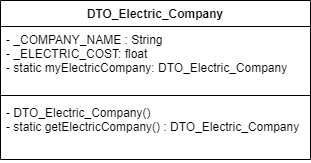 DTO_Electric_Company
- _COMPANY_NAME : String
- _ELECTRIC_COST: float
- static myElectricCompany: DTO_Electric_Company
- DTO_Electric_Company()
- static getElectricCompany() : DTO_Electric_Company